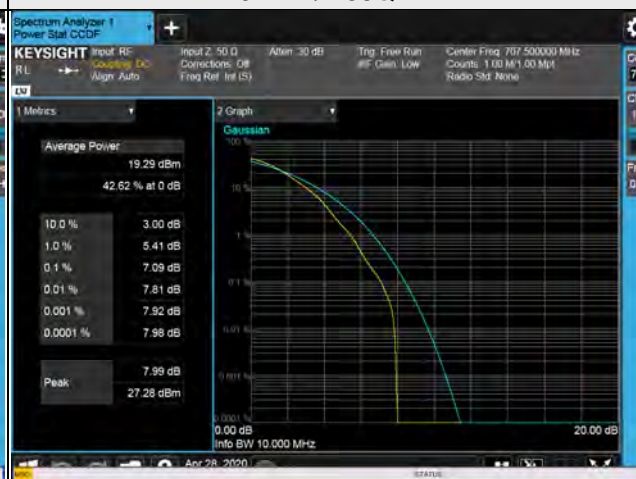 Spectrum Analyzer 1
Power Stat CCDF
+
KEYSIGHT Input: RF Input Z: 50 Ω Atten: 30 dB Trig: Free Run Center Freq: 707.500000 MHz
RL Coupling: DC Corrections: Off #IF Gain: Low Counts: 1.00 M/1.00 Mpt
Align: Auto Freq Ref: Int (S) Radio Std: None
1 Metrics
2 Graph
Gaussian
Average Power
19.29 dBm
42.62 % at 0 dB
10.0 % 3.00 dB
1.0 % 5.41 dB
0.1 % 7.09 dB
0.01 % 7.81 dB
0.001 % 7.92 dB
0.0001 % 7.98 dB
Peak 7.99 dB
27.28 dBm
100 %
10 %
1 %
0.1 %
0.01 %
0.001 %
0.0001 %
0.00 dB 20.00 dB
Info BW 10.000 MHz
Apr 28, 2020
MSG STATUS